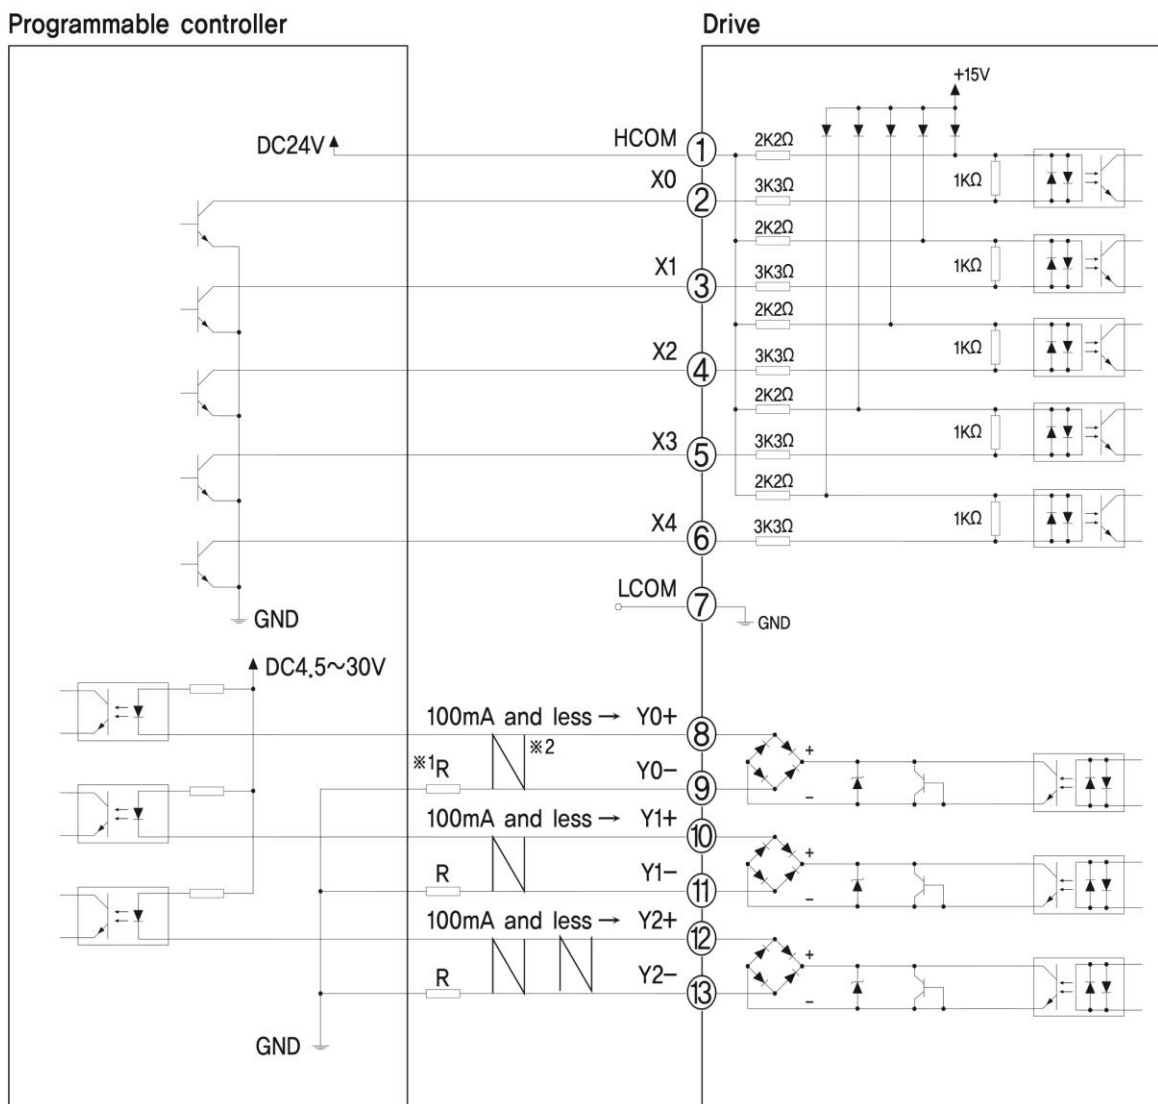 Programmable controller
Drive
+15V
DC24V
HCOM
1
2K2Ω
X0
2
3K3Ω
1KΩ
2K2Ω
X1
3
3K3Ω
1KΩ
2K2Ω
X2
4
3K3Ω
1KΩ
2K2Ω
X3
5
3K3Ω
1KΩ
2K2Ω
X4
6
3K3Ω
1KΩ
LCOM
7
GND
GND
DC4.5~30V
100mA and less → Y0+
8
※1 R
※2
Y0-
9
+
-
100mA and less → Y1+
10
R
Y1-
11
+
-
100mA and less → Y2+
12
R
Y2-
13
+
-
GND